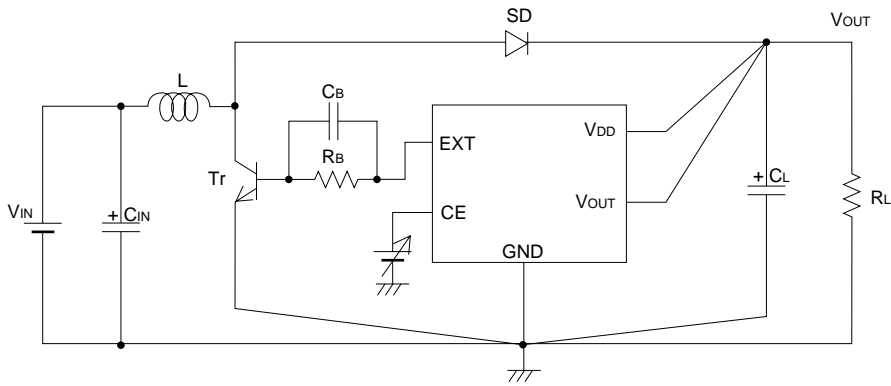 SD
VOUT
L
CB
VDD
EXT
RB
Tr
+ CL
VOUT
RL
CE
VIN
+ CIN
GND